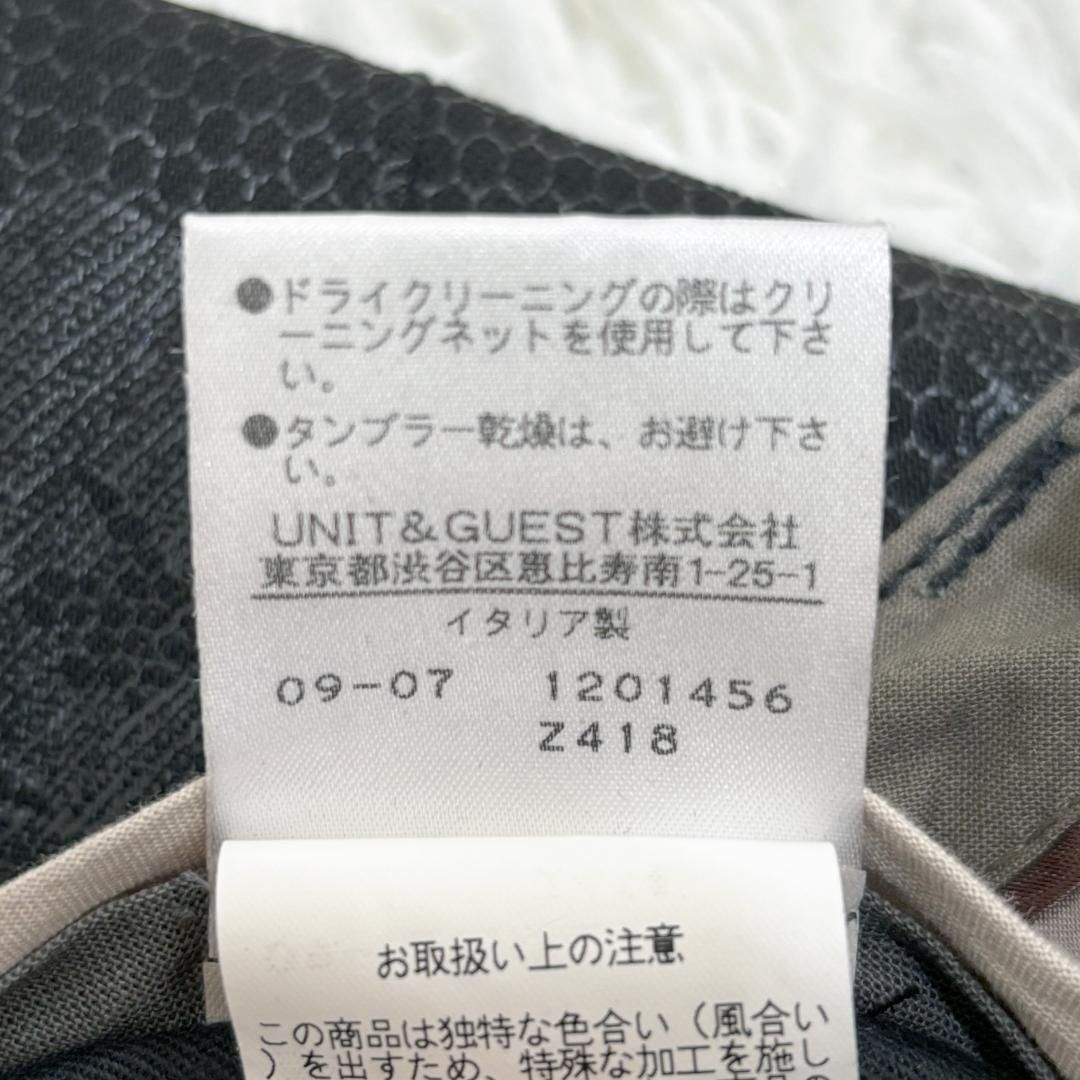 ●ドライクリーニングの際はクリ
ーニングネットを使用して下さ
い。
●タンブラー乾燥は、お避け下さ
い。
UNIT&GUEST株式会社
東京都渋谷区恵比寿南1-25-1
イタリア製
09-07 1201456
Z418
お取扱い上の注意
この商品は独特な色合い（風合い
）を出すため、特殊な加工を施し